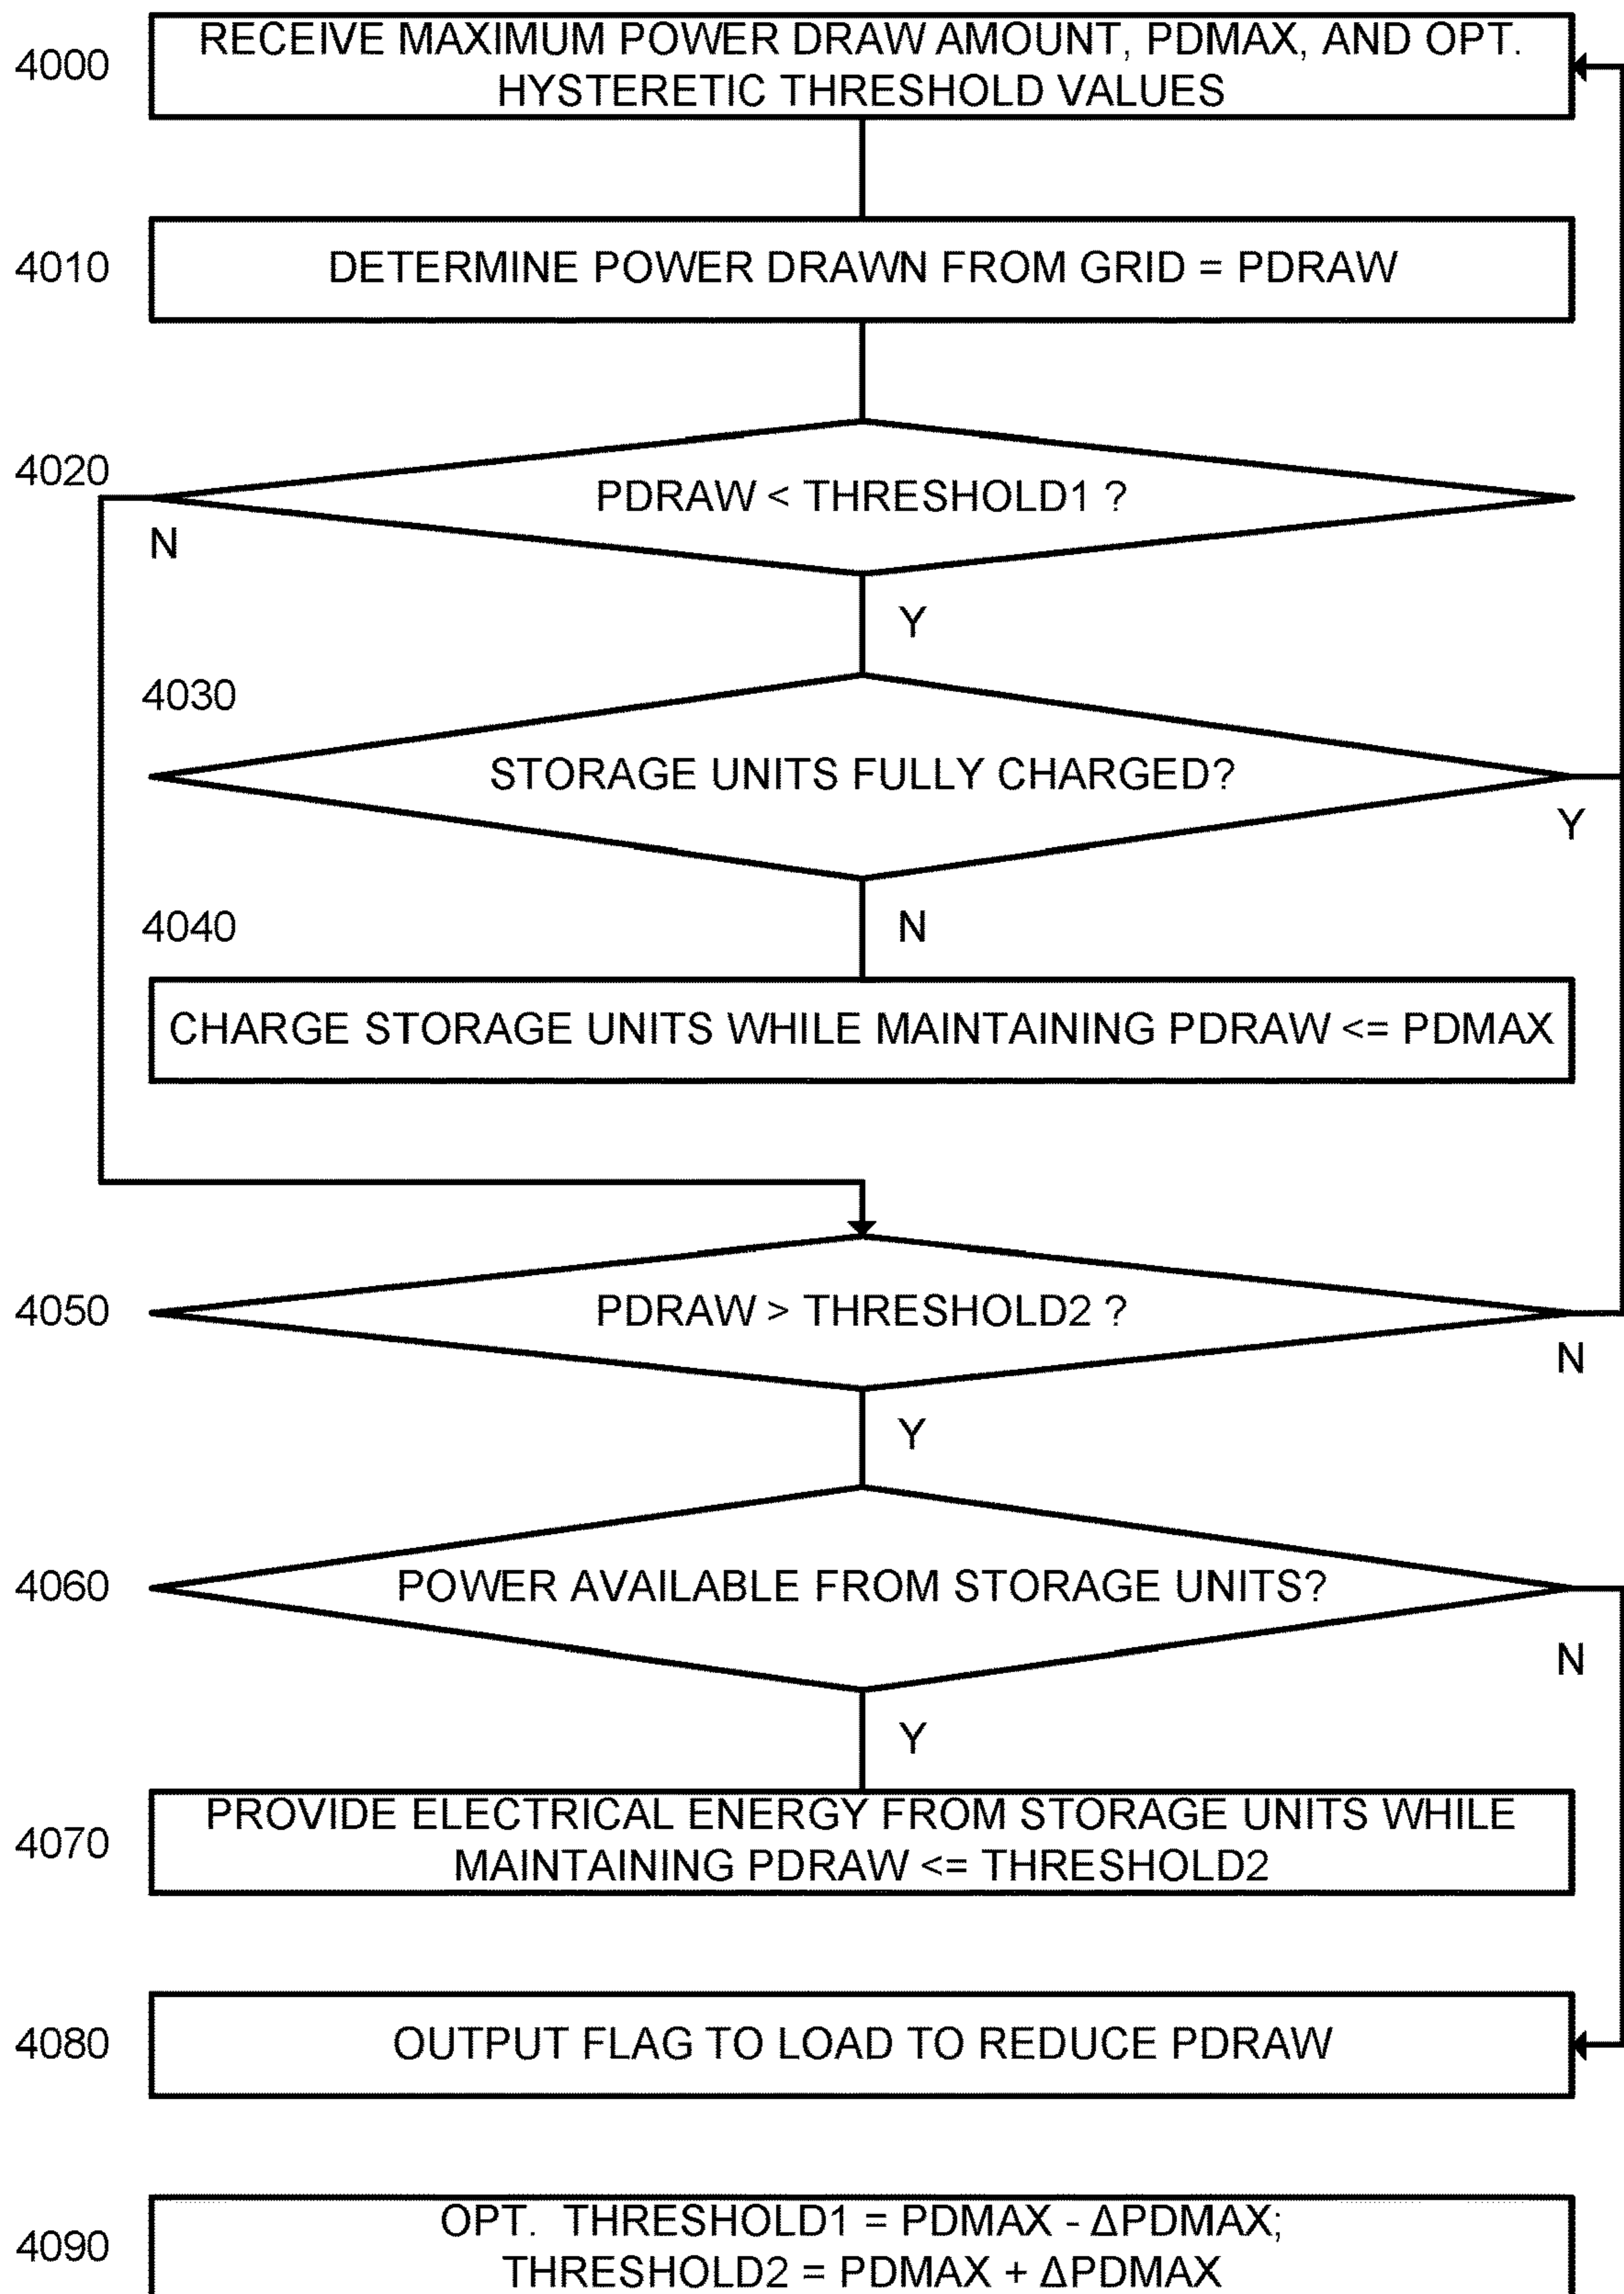 4000
RECEIVE MAXIMUM POWER DRAW AMOUNT, PDMAX, AND OPT.
HYSTERETIC THRESHOLD VALUES
4010
DETERMINE POWER DRAWN FROM GRID = PDRAW
4020
PDRAW < THRESHOLD1 ?
N
Y
4030
STORAGE UNITS FULLY CHARGED?
Y
4040
N
CHARGE STORAGE UNITS WHILE MAINTAINING PDRAW <= PDMAX
4050
PDRAW > THRESHOLD2 ?
N
Y
4060
POWER AVAILABLE FROM STORAGE UNITS?
N
Y
4070
PROVIDE ELECTRICAL ENERGY FROM STORAGE UNITS WHILE
MAINTAINING PDRAW <= THRESHOLD2
4080
OUTPUT FLAG TO LOAD TO REDUCE PDRAW
4090
OPT. THRESHOLD1 = PDMAX - ΔPDMAX;
THRESHOLD2 = PDMAX + ΔPDMAX